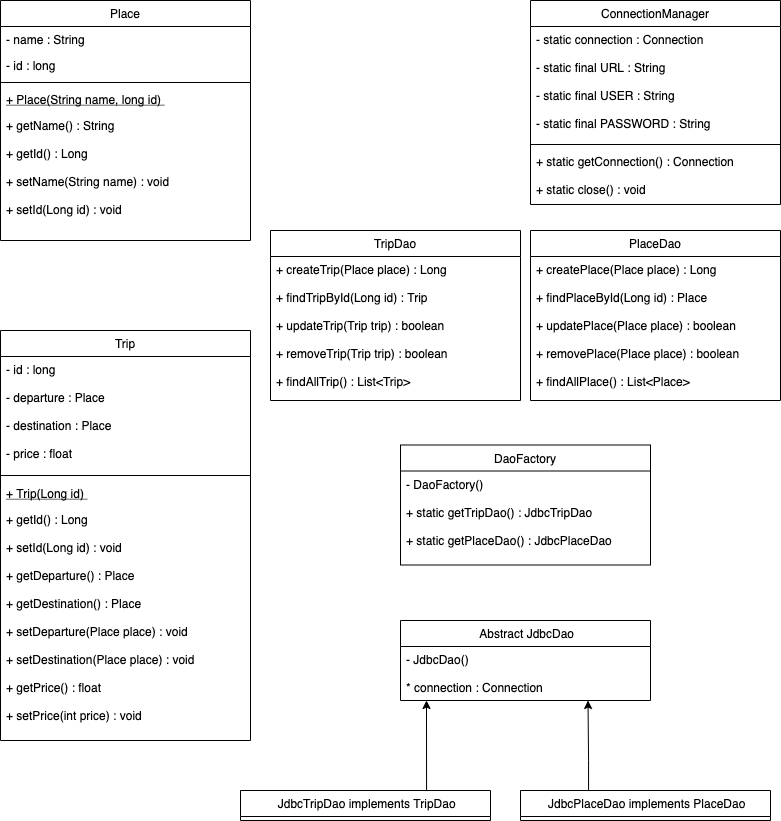 Place
- name : String
- id : long
+ Place(String name, long id)
+ getName() : String
+ getId() : Long
+ setName(String name) : void
+ setId(Long id) : void
ConnectionManager
- static connection : Connection
- static final URL : String
- static final USER : String
- static final PASSWORD : String
+ static getConnection() : Connection
+ static close() : void
TripDao
+ createTrip(Place place) : Long
+ findTripById(Long id) : Trip
+ updateTrip(Trip trip) : boolean
+ removeTrip(Trip trip) : boolean
+ findAllTrip() : List<Trip>
PlaceDao
+ createPlace(Place place) : Long
+ findPlaceById(Long id) : Place
+ updatePlace(Place place) : boolean
+ removePlace(Place place) : boolean
+ findAllPlace() : List<Place>
Trip
- id : long
- departure : Place
- destination : Place
- price : float
+ Trip(Long id)
+ getId() : Long
+ setId(Long id) : void
+ getDeparture() : Place
+ getDestination() : Place
+ setDeparture(Place place) : void
+ setDestination(Place place) : void
+ getPrice() : float
+ setPrice(int price) : void
DaoFactory
- DaoFactory()
+ static getTripDao() : JdbcTripDao
+ static getPlaceDao() : JdbcPlaceDao
Abstract JdbcDao
- JdbcDao()
* connection : Connection
JdbcTripDao implements TripDao
JdbcPlaceDao implements PlaceDao